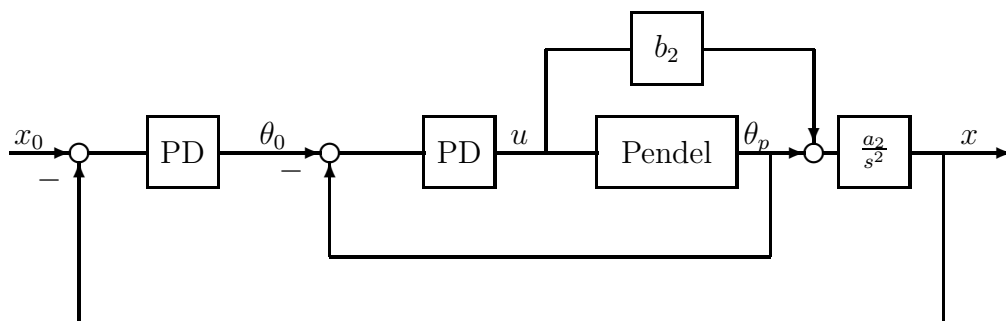 b₂
x₀
PD
θ₀
PD
u
Pendel
θₚ
a₂/s²
x
−
−